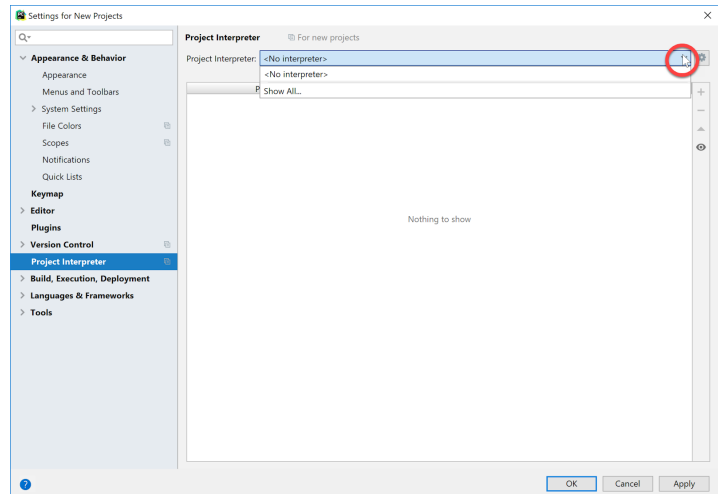 Settings for New Projects
Project Interpreter For new projects
Appearance & Behavior
Project Interpreter: <No interpreter>
Appearance
<No interpreter>
Menus and Toolbars
P
Show All...
System Settings
File Colors
Scopes
Notifications
Quick Lists
Keymap
Editor
Nothing to show
Plugins
Version Control
Project Interpreter
Build, Execution, Deployment
Languages & Frameworks
Tools
?
OK Cancel Apply